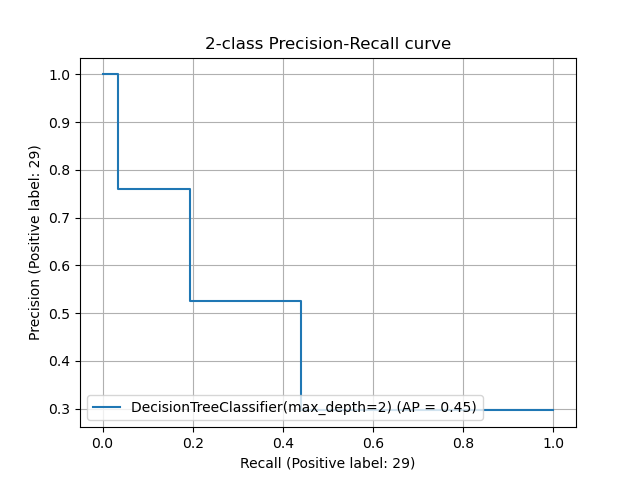 2-class Precision-Recall curve
Precision (Positive label: 29)
1.0
0.9
0.8
0.7
0.6
0.5
0.4
0.3
DecisionTreeClassifier(max_depth=2) (AP = 0.45)
0.0 0.2 0.4 0.6 0.8 1.0
Recall (Positive label: 29)